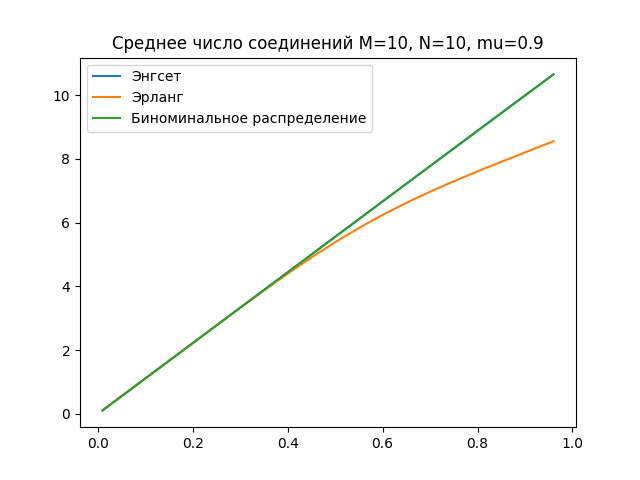 Среднее число соединений M=10, N=10, mu=0.9
Энгсет
Эрланг
Биноминальное распределение
10
8
6
4
2
0
0.0 0.2 0.4 0.6 0.8 1.0